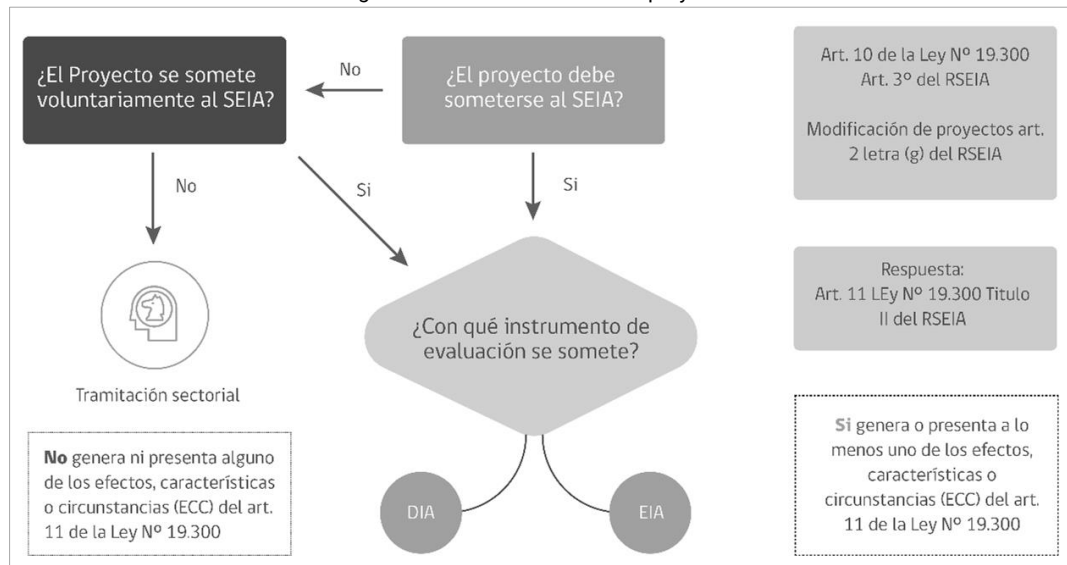 ¿El Proyecto se somete
voluntariamente al SEIA?
No
¿El proyecto debe
someterse al SEIA?
Art. 10 de la Ley Nº 19.300
Art. 3º del RSEIA
Modificación de proyectos art.
2 letra (g) del RSEIA
No
Si
Si
Respuesta:
Art. 11 LEy Nº 19.300 Titulo
II del RSEIA
¿Con qué instrumento de
evaluación se somete?
Tramitación sectorial
No genera ni presenta alguno
de los efectos, características
o circunstancias (ECC) del art.
11 de la Ley Nº 19.300
DIA
EIA
Si genera o presenta a lo
menos uno de los efectos,
características o
circunstancias (ECC) del art.
11 de la Ley Nº 19.300